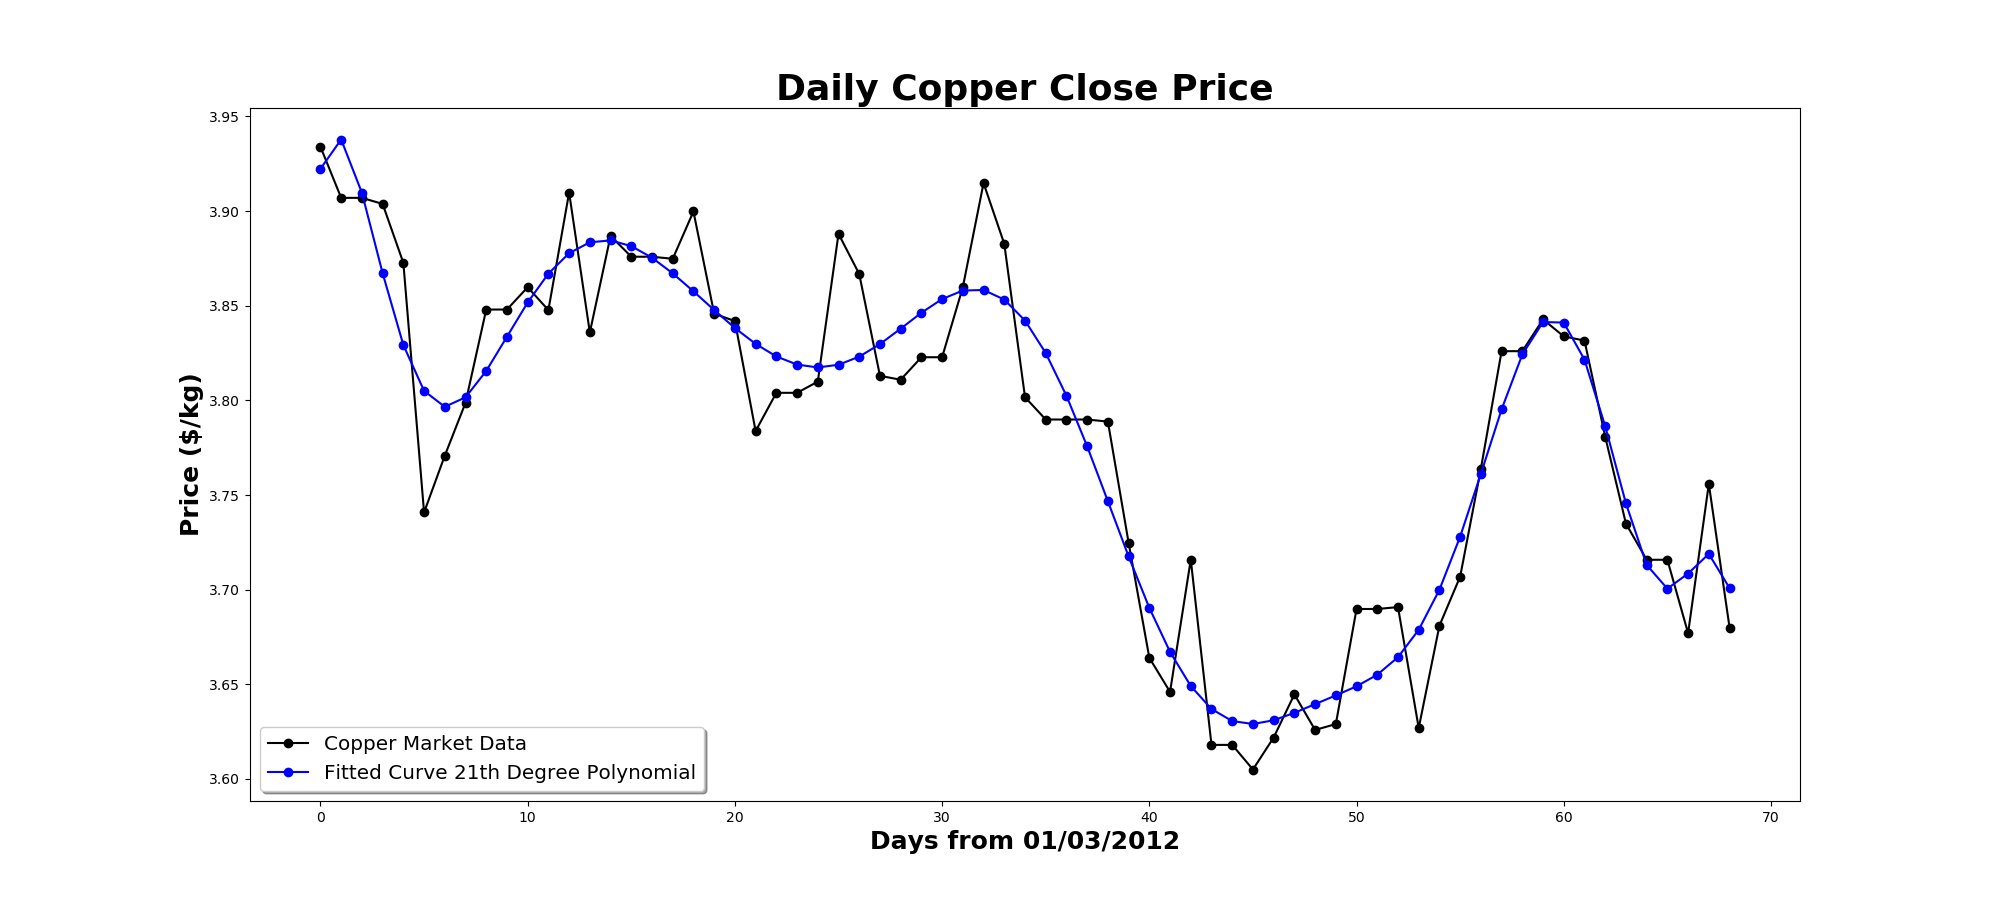 Daily Copper Close Price
Price ($/kg)
3.95
3.90
3.85
3.80
3.75
3.70
3.65
3.60
Copper Market Data
Fitted Curve 21th Degree Polynomial
0 10 20 30 40 50 60 70
Days from 01/03/2012